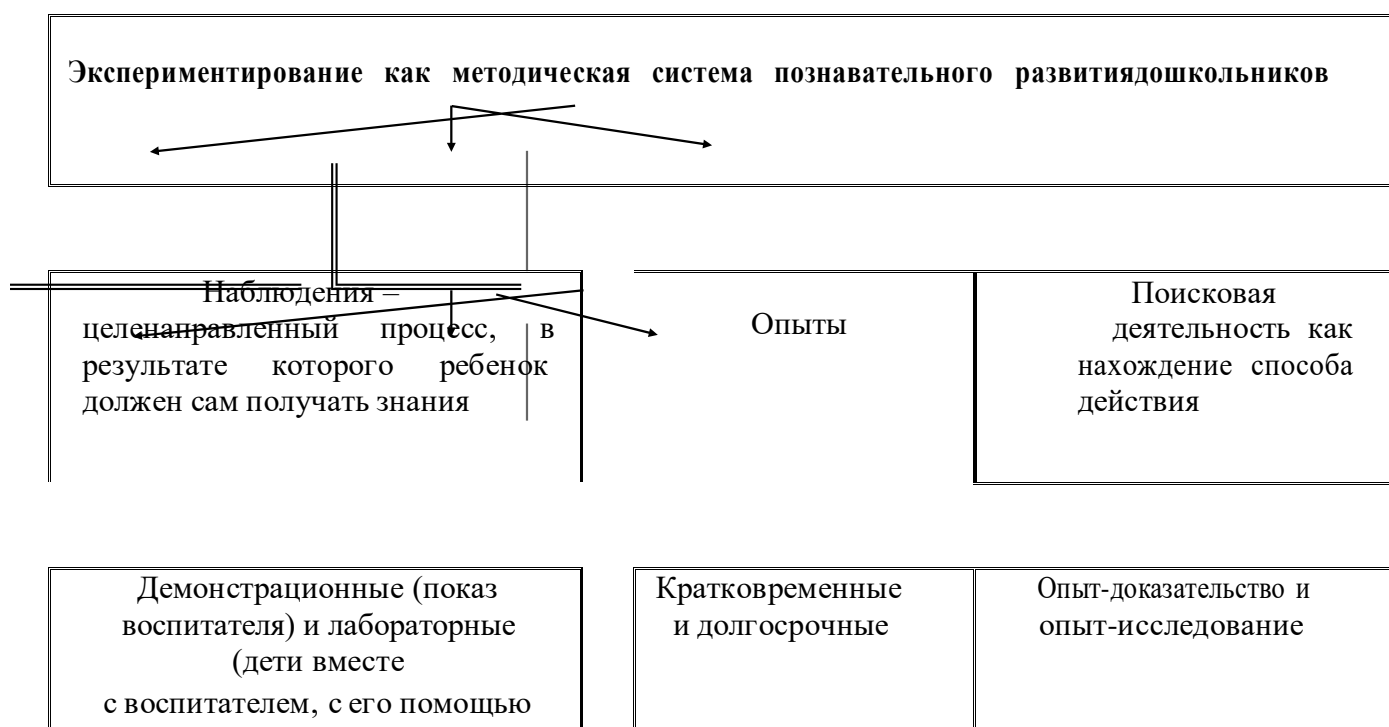 Экспериментирование как методическая система познавательного развитиядошкольников
Наблюдения –
целенаправленный процесс, в
результате которого ребенок
должен сам получать знания
Опыты
Поисковая
деятельность как
нахождение способа
действия
Демонстрационные (показ
воспитателя) и лабораторные
(дети вместе
с воспитателем, с его помощью
Кратковременные
и долгосрочные
Опыт-доказательство и
опыт-исследование